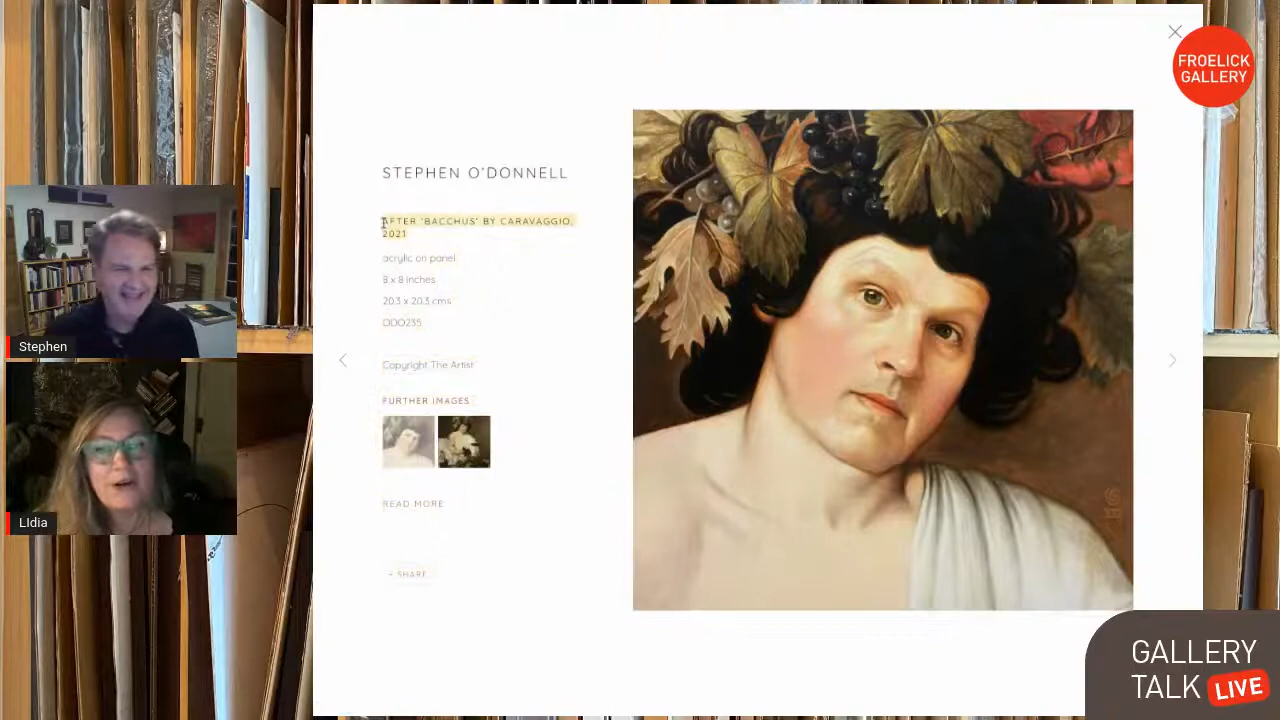 FROELICK
GALLERY
STEPHEN O'DONNELL
AFTER 'BACCHUS' BY CARAVAGGIO,
2021
acrylic on panel
8 x 8 inches
20.3 x 20.3 cms
ODO235
Copyright The Artist
FURTHER IMAGES
READ MORE
+ SHARE
Stephen
LIdia
GALLERY
TALK LIVE